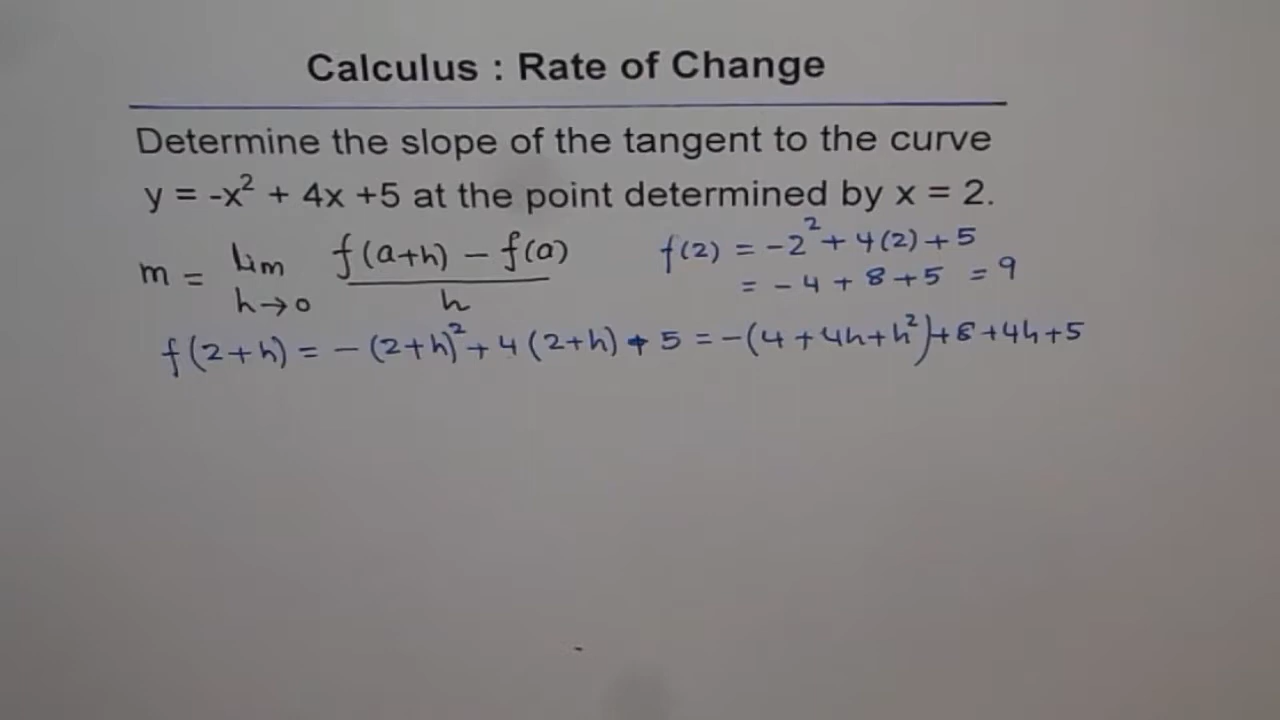 Calculus : Rate of Change
Determine the slope of the tangent to the curve
y = -x² + 4x +5 at the point determined by x = 2.
m = lim h→0 f(a+h) - f(a) / h
f(2) = -2² + 4(2) + 5
= - 4 + 8 + 5 = 9
f(2+h) = -(2+h)² + 4(2+h) + 5 = -(4+4h+h²)+8+4h+5